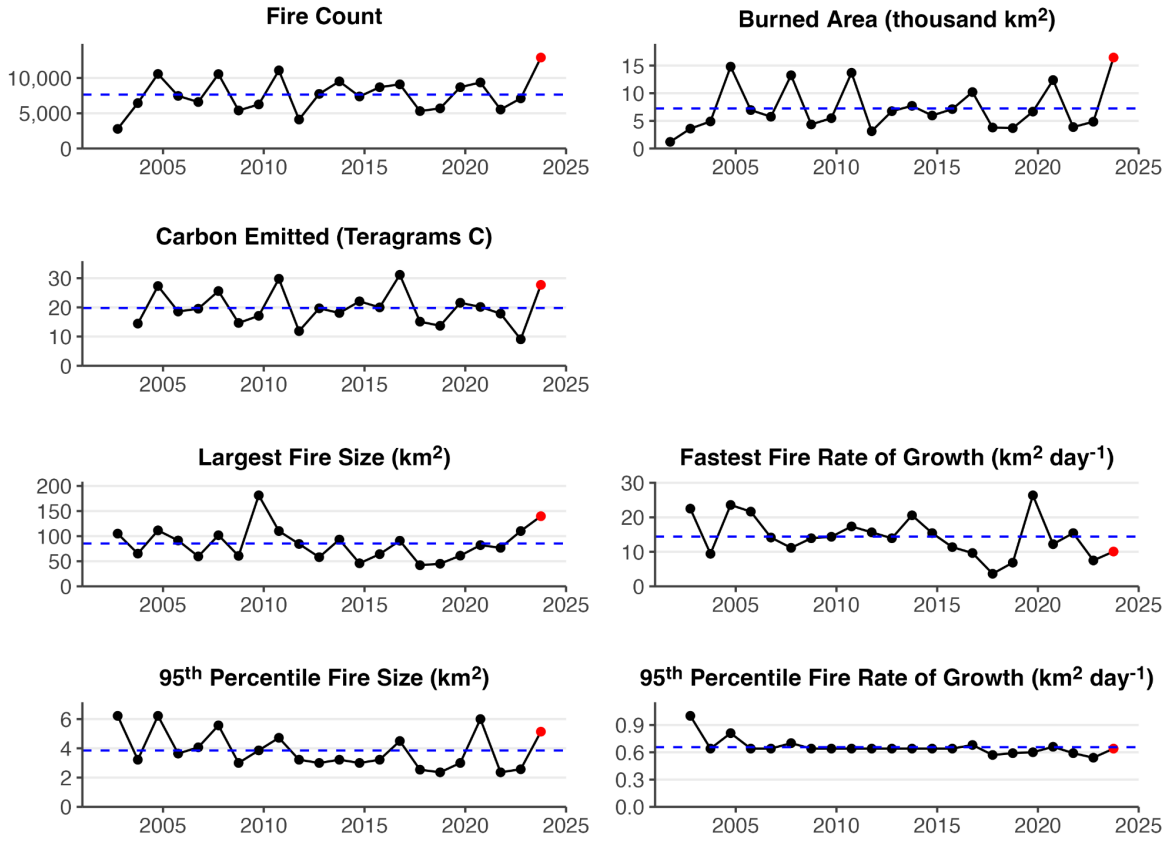 Fire Count
10,000
5,000
0
2005 2010 2015 2020 2025
Burned Area (thousand km²)
15
10
5
0
2005 2010 2015 2020 2025
Carbon Emitted (Teragrams C)
30
20
10
0
2005 2010 2015 2020 2025
Largest Fire Size (km²)
200
150
100
50
0
2005 2010 2015 2020 2025
Fastest Fire Rate of Growth (km² day⁻¹)
30
20
10
0
2005 2010 2015 2020 2025
95ᵗʰ Percentile Fire Size (km²)
6
4
2
0
2005 2010 2015 2020 2025
95ᵗʰ Percentile Fire Rate of Growth (km² day⁻¹)
0.9
0.6
0.3
0.0
2005 2010 2015 2020 2025